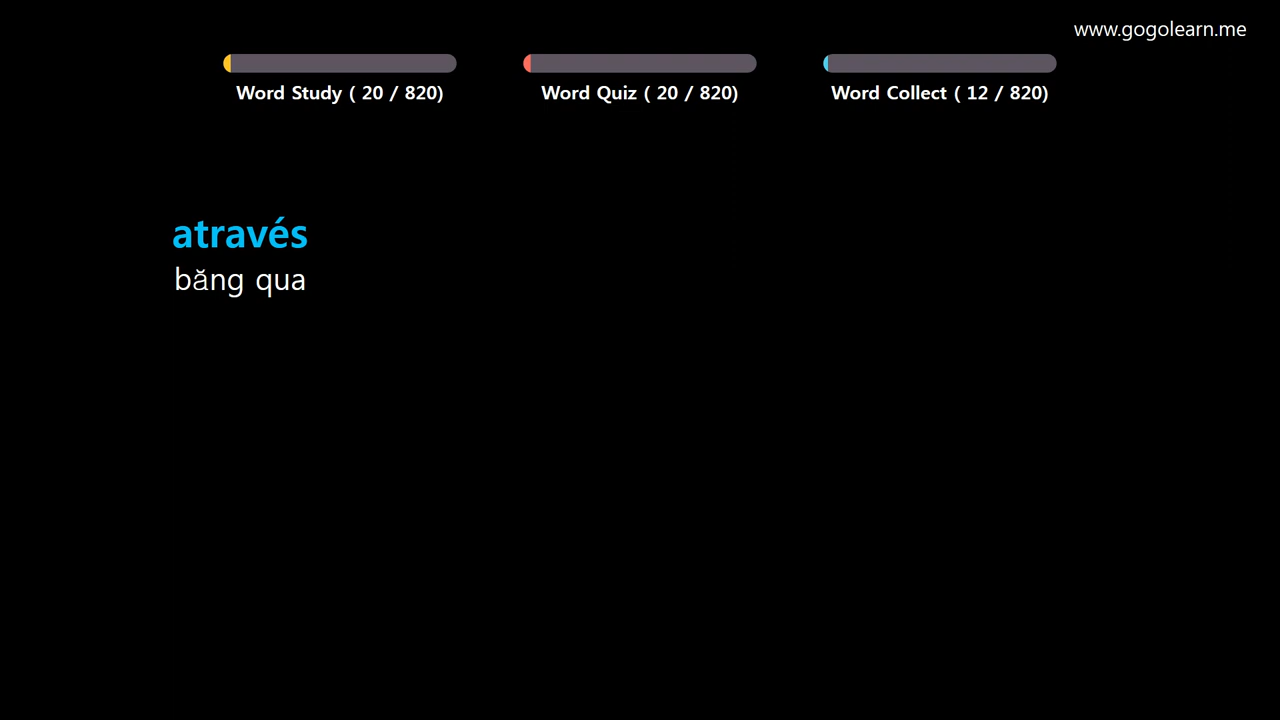 www.gogolearn.me
Word Study ( 20 / 820)
Word Quiz ( 20 / 820)
Word Collect ( 12 / 820)
através
băng qua